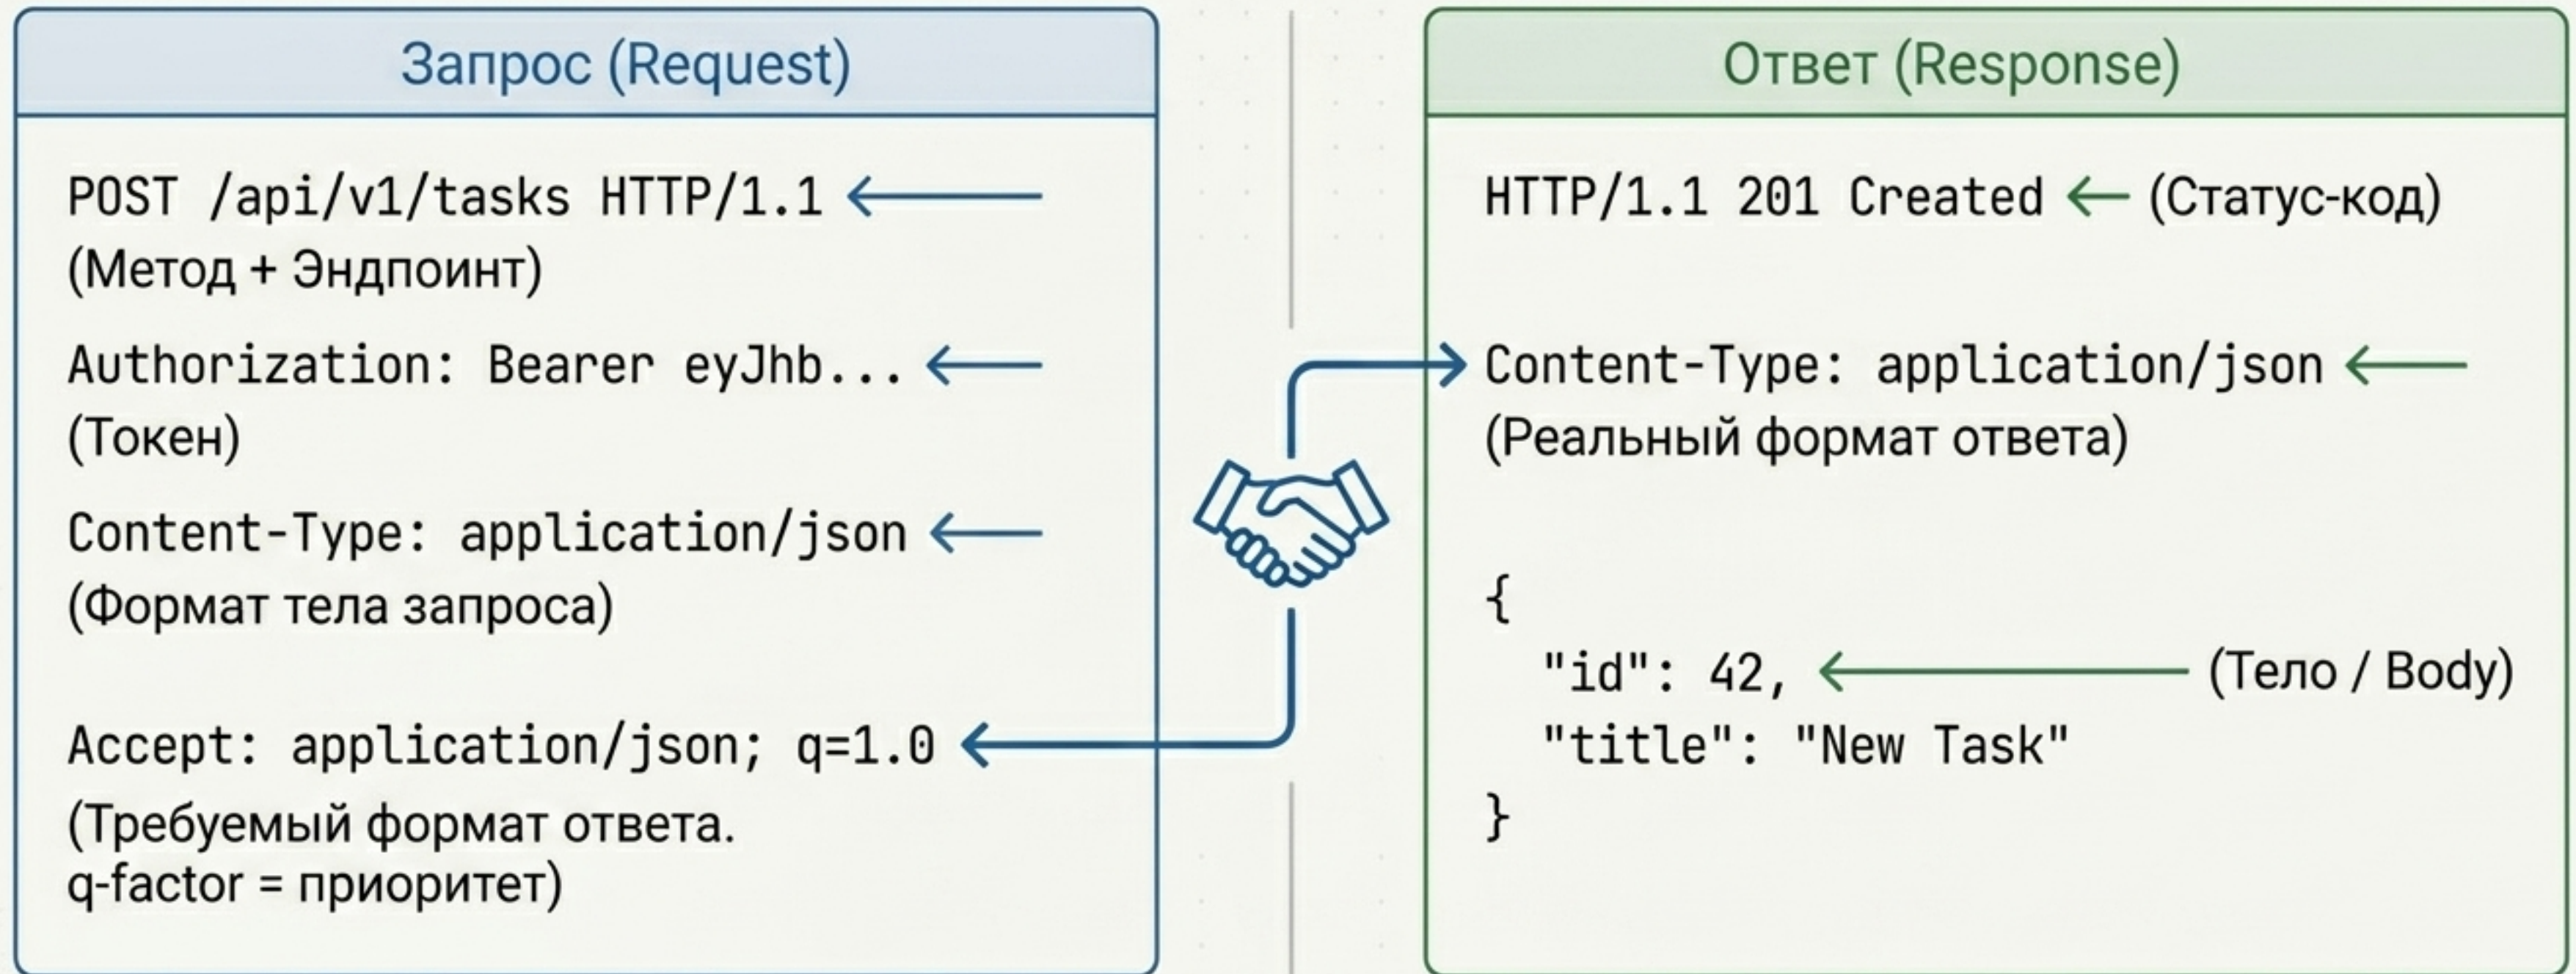 Запрос (Request)
POST /api/v1/tasks HTTP/1.1
(Метод + Эндпоинт)
Authorization: Bearer eyJhb...
(Токен)
Content-Type: application/json
(Формат тела запроса)
Accept: application/json; q=1.0
(Требуемый формат ответа.
q-factor = приоритет)
Ответ (Response)
HTTP/1.1 201 Created (Статус-код)
Content-Type: application/json
(Реальный формат ответа)
{
"id": 42, (Тело / Body)
"title": "New Task"
}